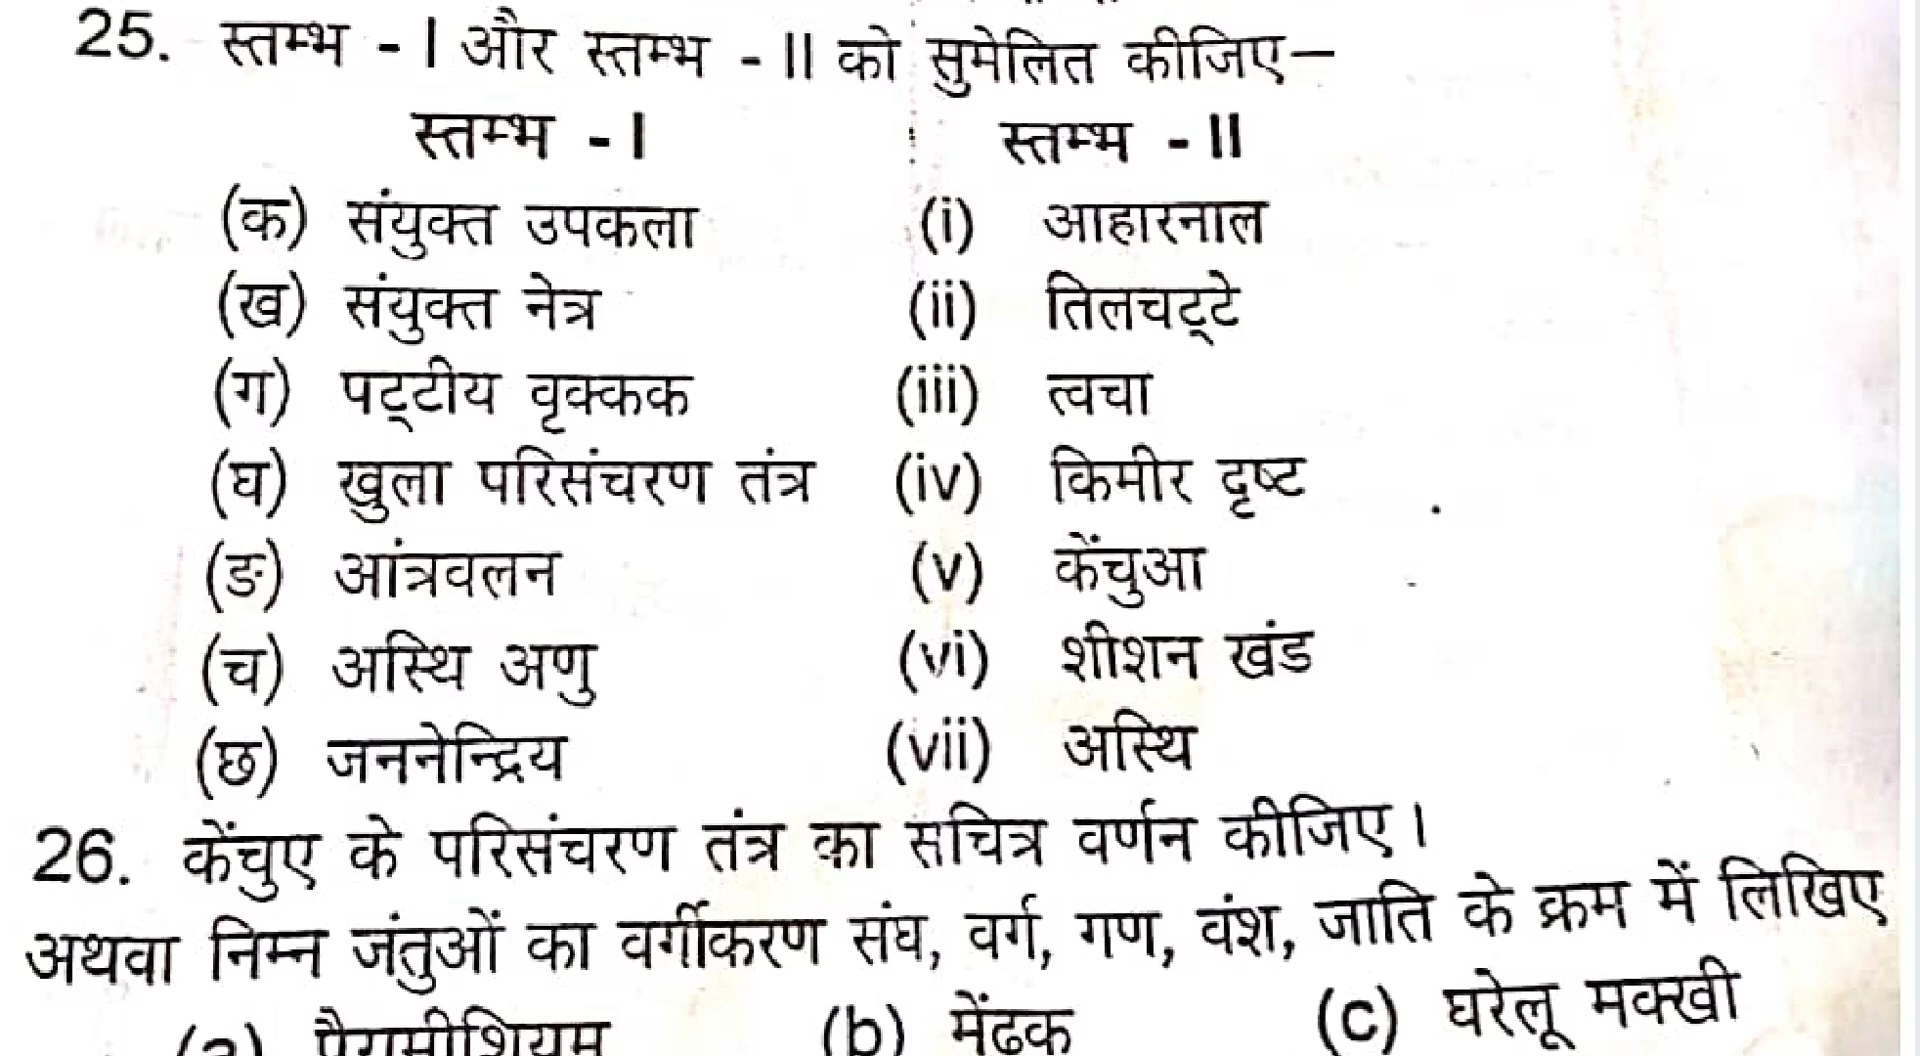 25. स्तम्भ - I और स्तम्भ - II को सुमेलित कीजिए—
स्तम्भ - I स्तम्भ - II
(क) संयुक्त उपकला (i) आहारनाल
(ख) संयुक्त नेत्र (ii) तिलचट्टे
(ग) पट्टीय वृक्कक (iii) त्वचा
(घ) खुला परिसंचरण तंत्र (iv) किमीर दृष्ट
(ङ) आंत्रवलन (v) केंचुआ
(च) अस्थि अणु (vi) शीशन खंड
(छ) जननेन्द्रिय (vii) अस्थि
26. केंचुए के परिसंचरण तंत्र का सचित्र वर्णन कीजिए।
अथवा निम्न जंतुओं का वर्गीकरण संघ, वर्ग, गण, वंश, जाति के क्रम में लिखिए
(a) पैरामीशियम (b) मेंढक (c) घरेलू मक्खी